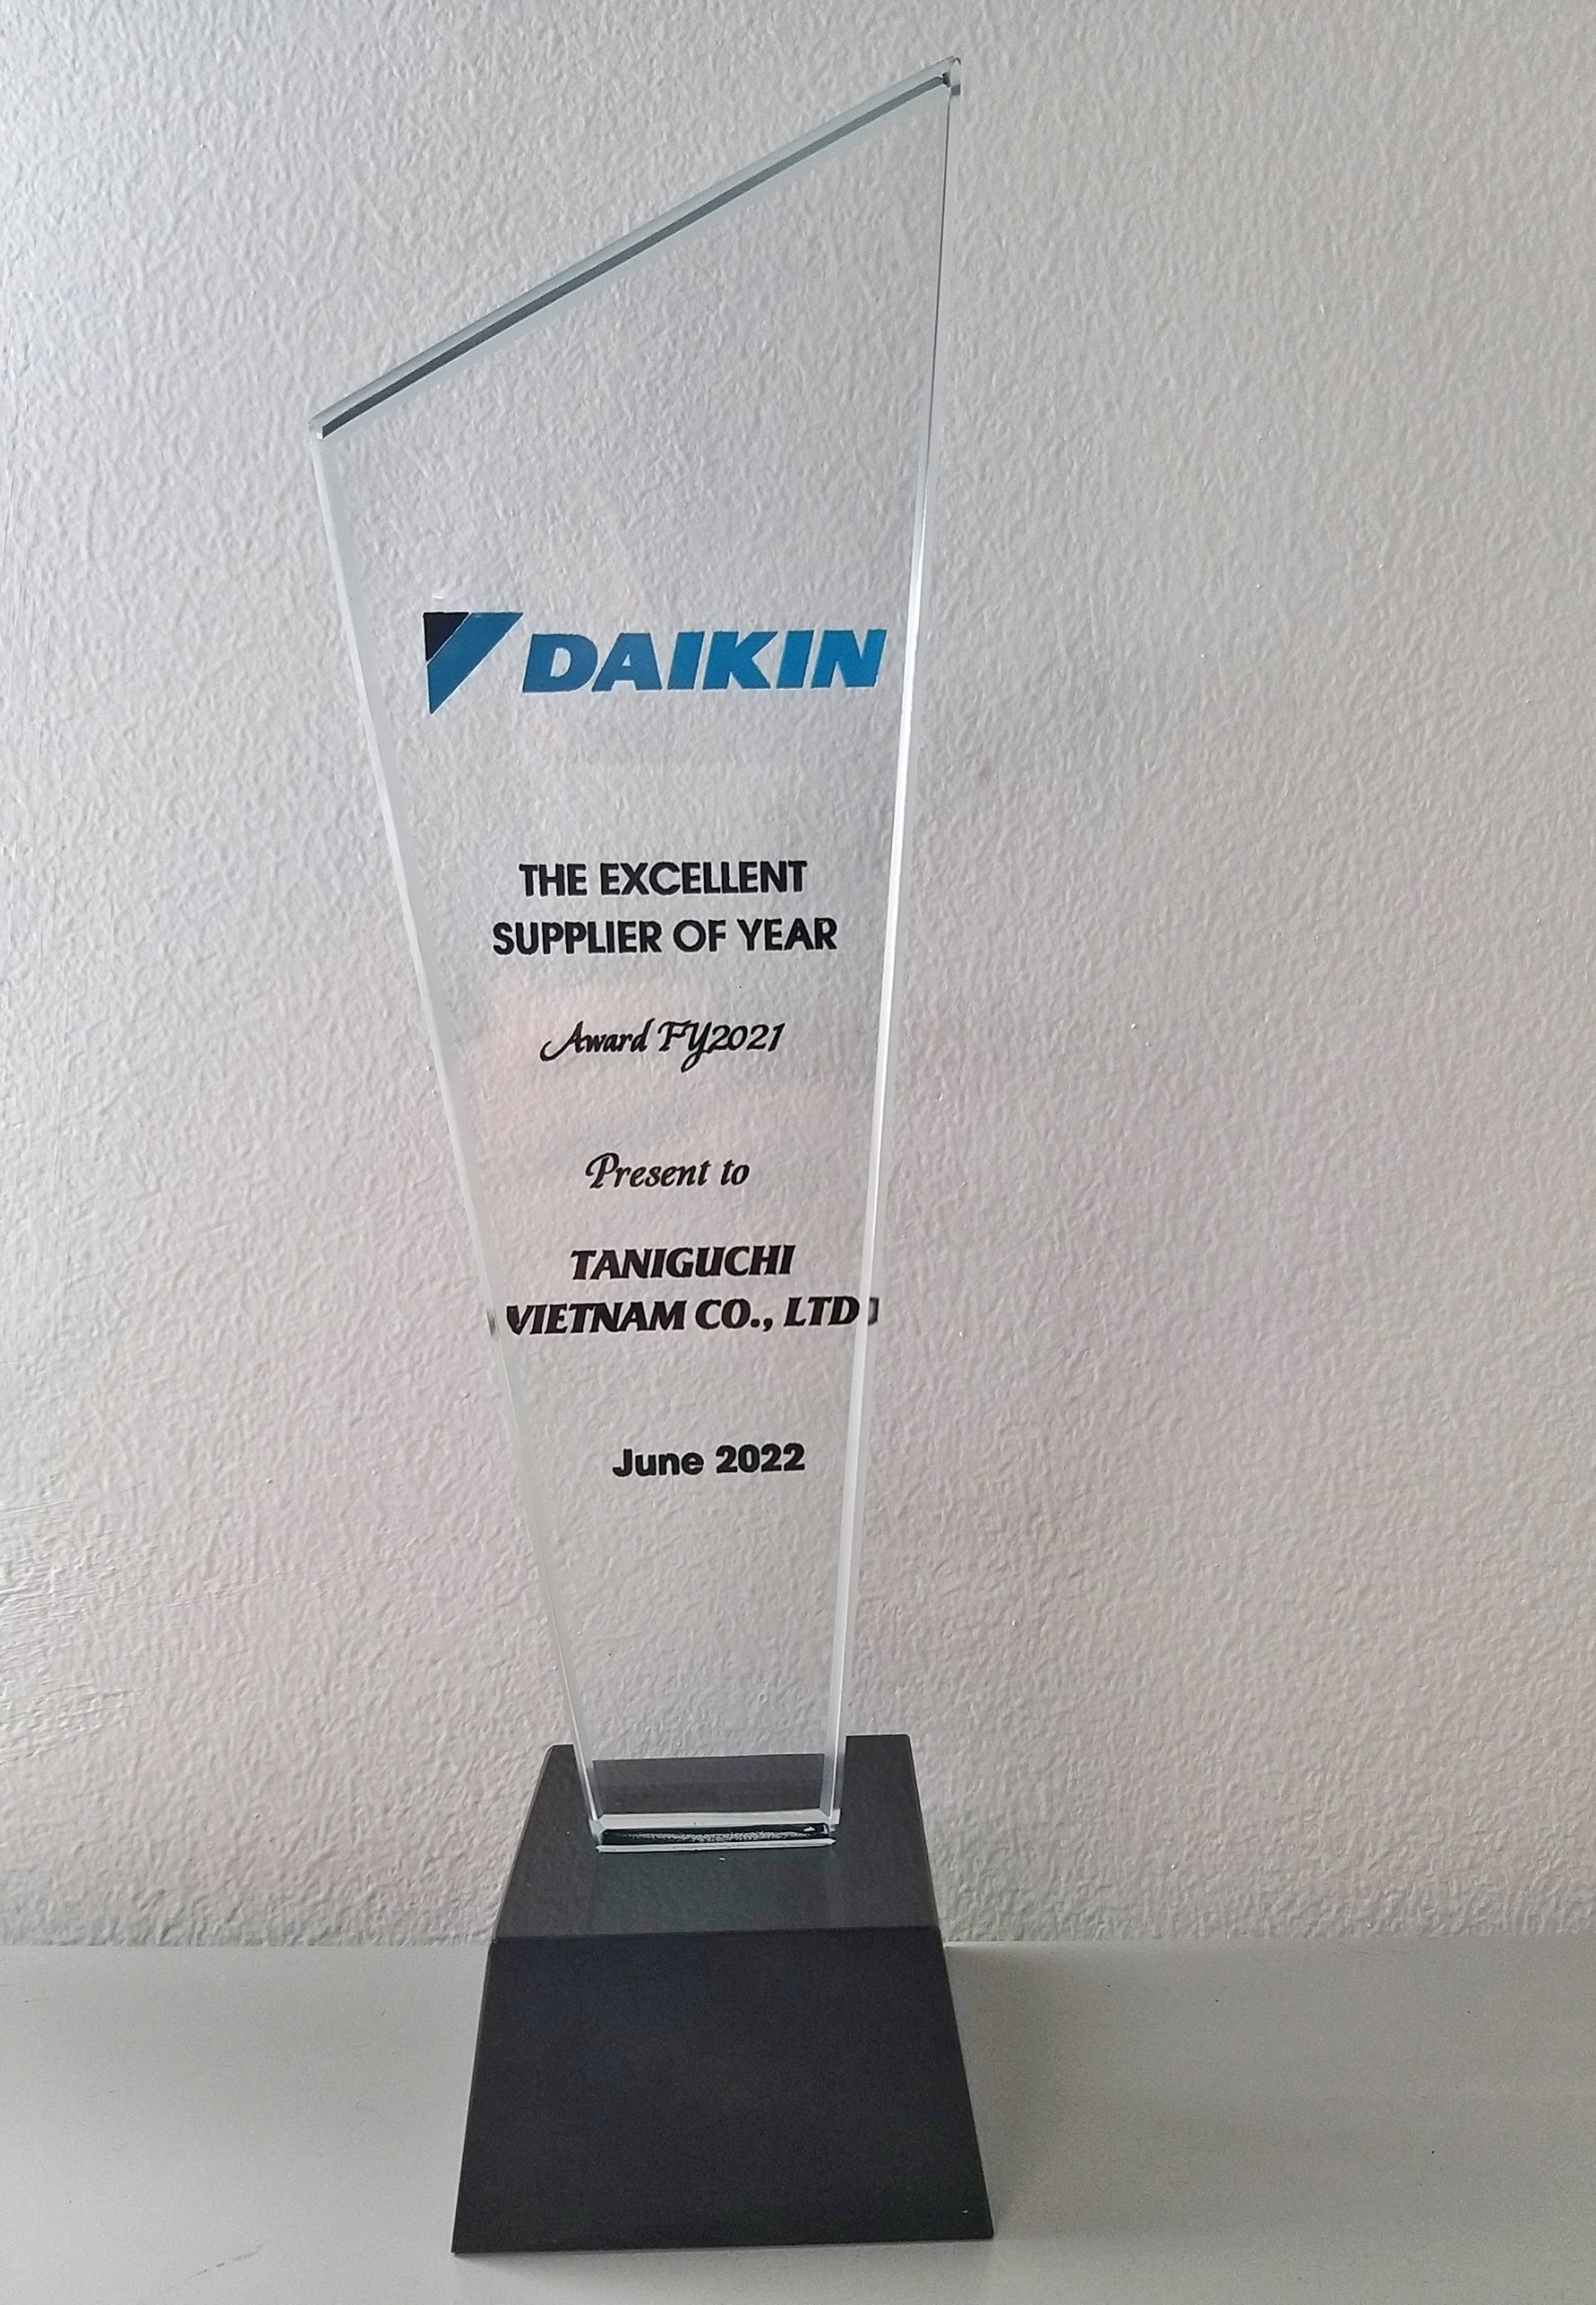 DAIKIN
THE EXCELLENT
SUPPLIER OF YEAR
Award FY2021
Present to
TANIGUCHI
VIETNAM CO., LTD
June 2022